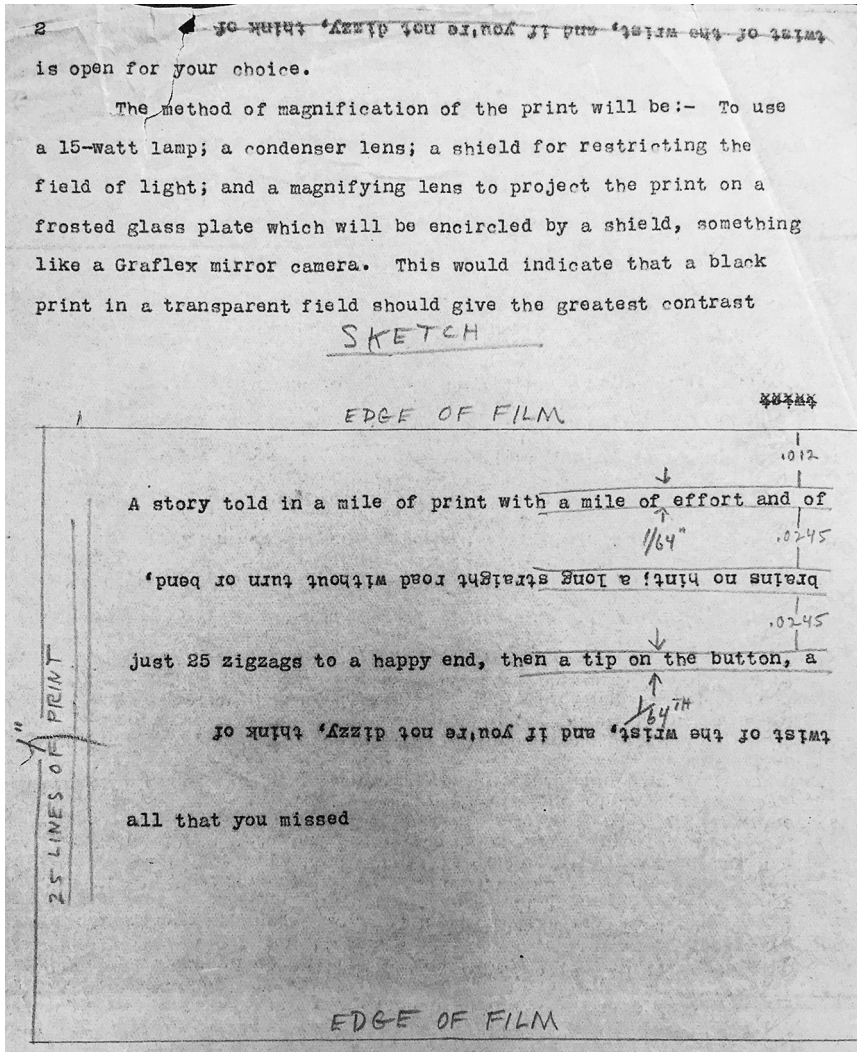 2
twist of the wrist, and if you're not dizzy, think of
is open for your choice.
The method of magnification of the print will be:- To use
a 15-watt lamp; a condenser lens; a shield for restricting the
field of light; and a magnifying lens to project the print on a
frosted glass plate which will be encircled by a shield, something
like a Graflex mirror camera. This would indicate that a black
print in a transparent field should give the greatest contrast
SKETCH
EDGE OF FILM
.012
A story told in a mile of print with a mile of effort and of
1/64"
.0245
brains no hint; a long straight road without turn or bend,
.0245
just 25 zigzags to a happy end, then a tip on the button, a
1/64TH
twist of the wrist, and if you're not dizzy, think of
all that you missed
1"
25 LINES OF PRINT
EDGE OF FILM